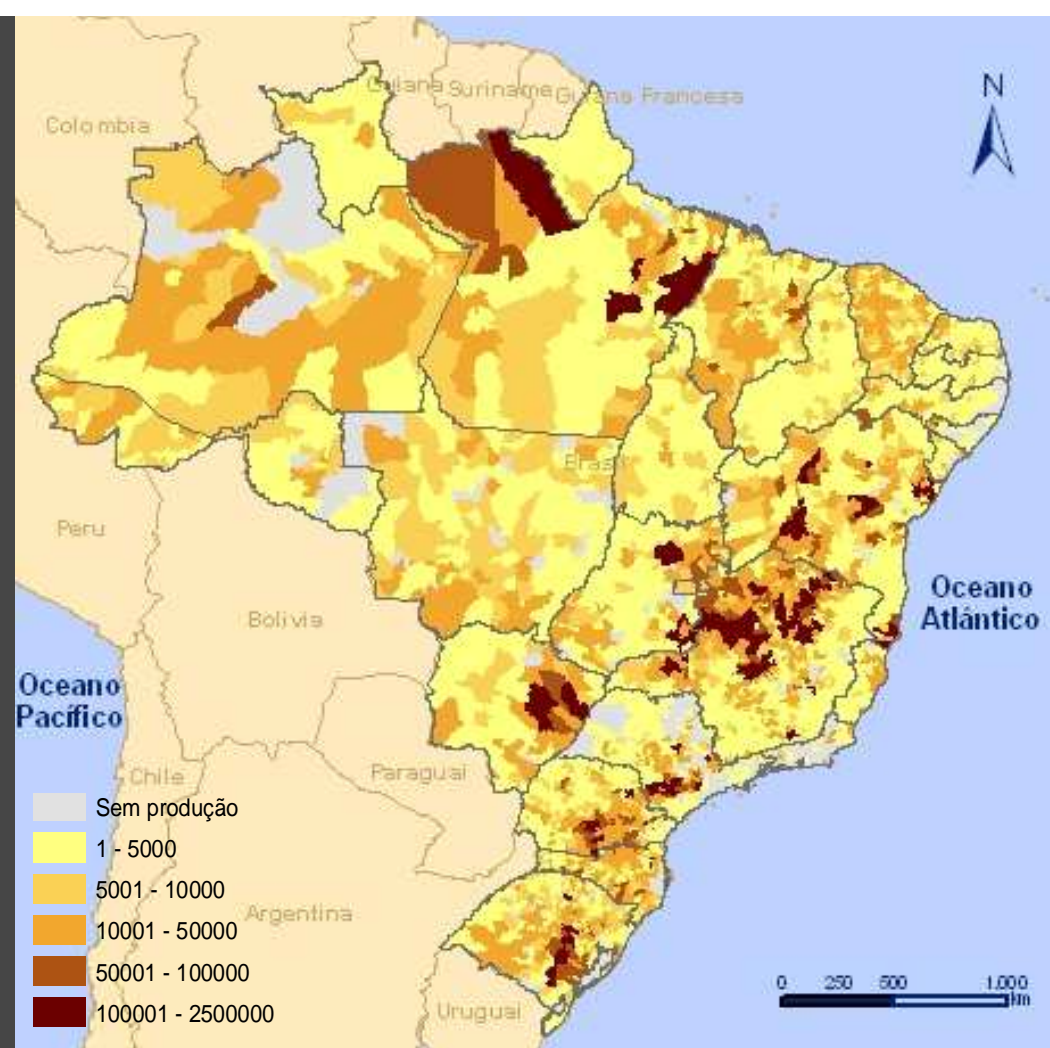 Guiana Suriname Guiana Francesa
N
Colombia
Brasil
Peru
Bolivia
Oceano
Atlântico
Oceano
Pacífico
Chile
Paraguai
Argentina
Uruguai
Sem produção
1 - 5000
5001 - 10000
10001 - 50000
50001 - 100000
100001 - 2500000
0 250 500 1.000
km